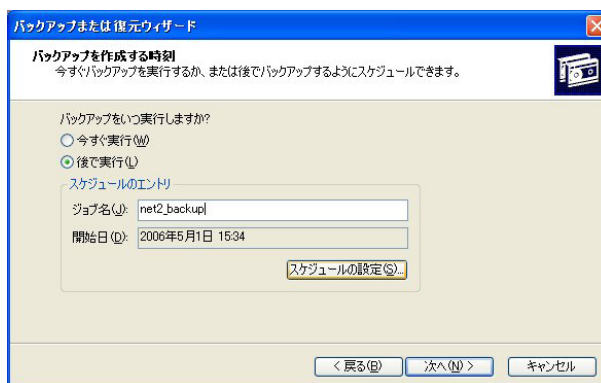 バックアップまたは復元ウィザード
バックアップを作成する時刻
今すぐバックアップを実行するか、または後でバックアップするようにスケジュールできます。
バックアップをいつ実行しますか?
今すぐ実行(W)
後で実行(L)
スケジュールのエントリ
ジョブ名(J): net2_backup
開始日(D): 2006年5月1日 15:34
スケジュールの設定(S)...
< 戻る(B) 次へ(N) > キャンセル